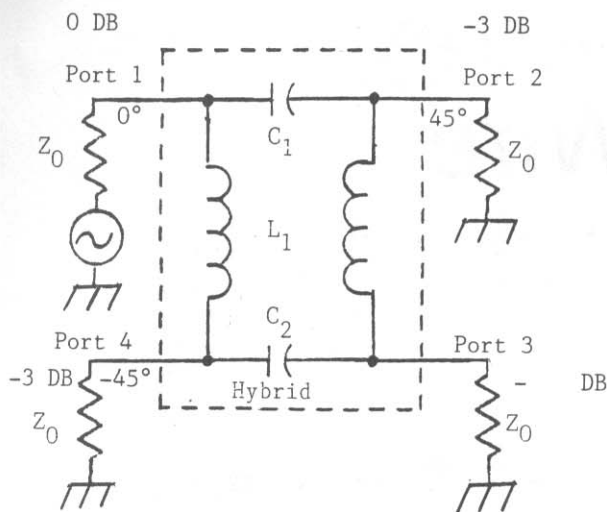 0 DB
-3 DB
Port 1
Port 2
0°
45°
C1
Z0
Z0
L1
C2
Port 4
Port 3
-3 DB
-45°
Hybrid
- DB
Z0
Z0